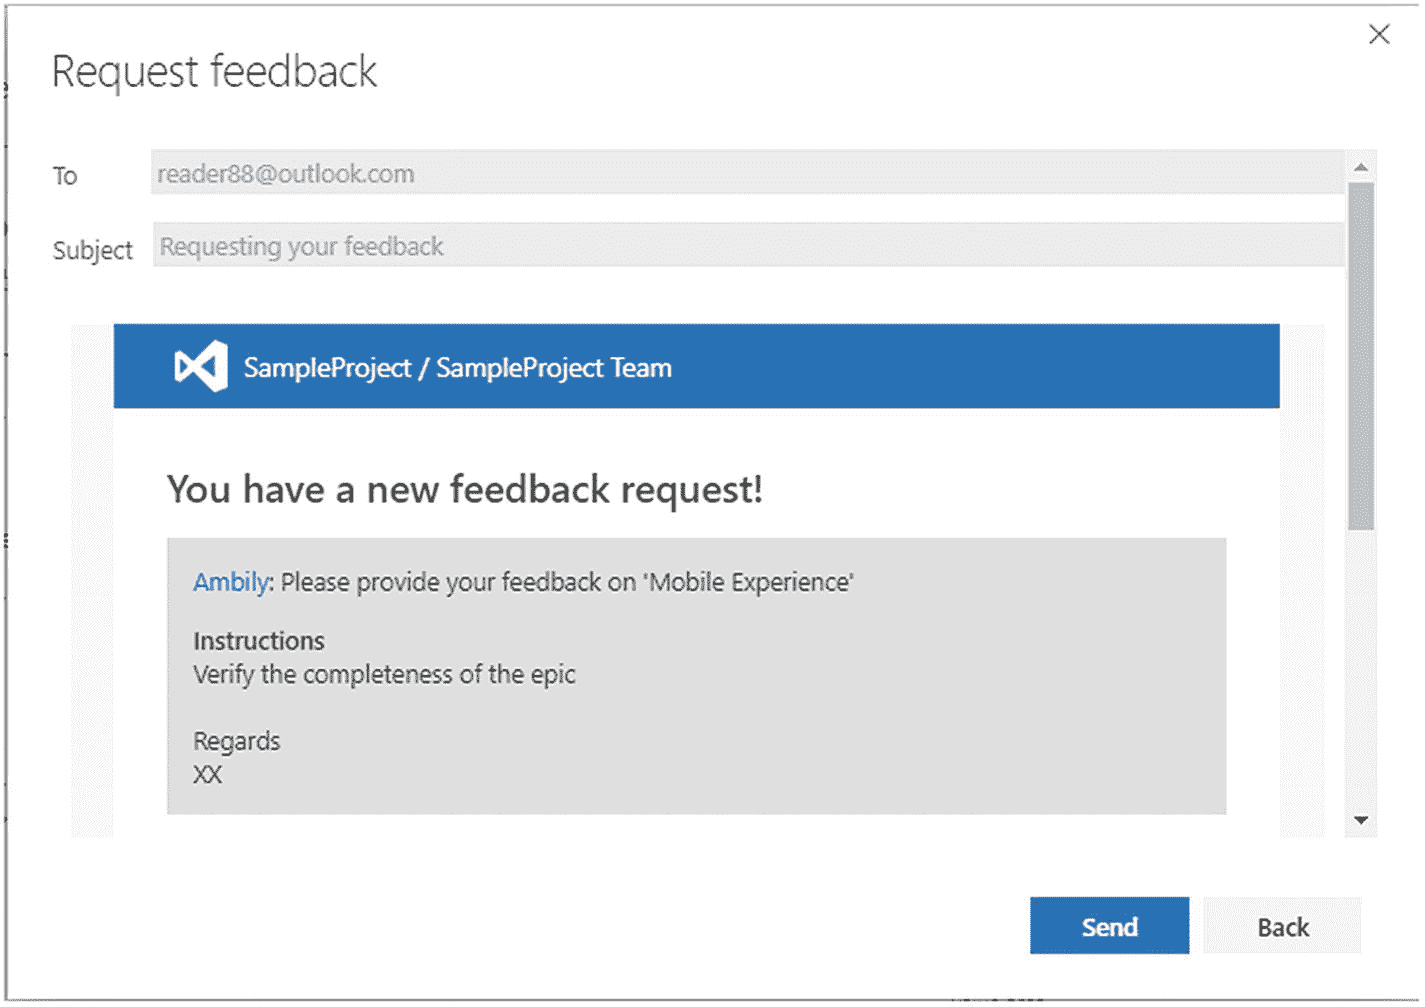 Request feedback
To
reader88@outlook.com
Subject
Requesting your feedback
SampleProject / SampleProject Team
You have a new feedback request!
Ambily: Please provide your feedback on 'Mobile Experience'
Instructions
Verify the completeness of the epic
Regards
XX
Send
Back